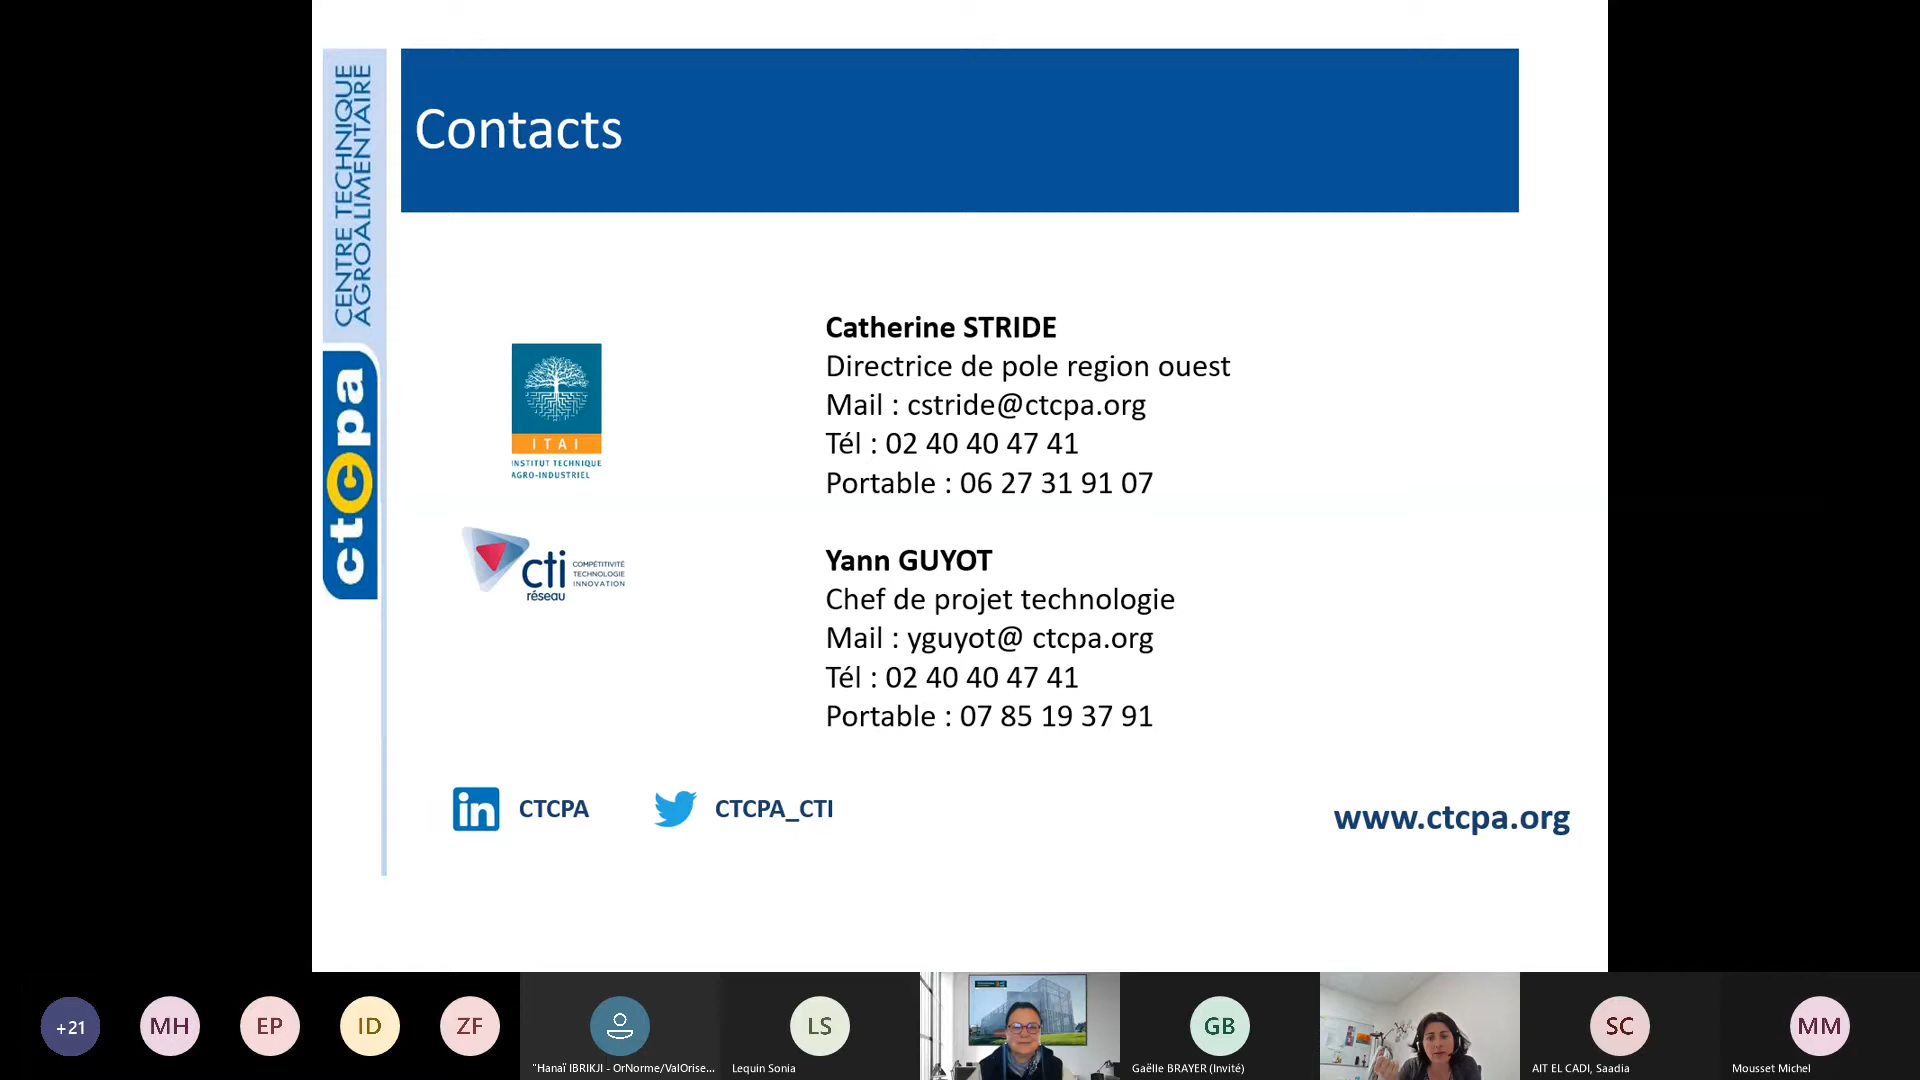 CENTRE TECHNIQUE
AGROALIMENTAIRE
ctcpa
Contacts
ITAI
INSTITUT TECHNIQUE
AGRO-INDUSTRIEL
cti
réseau
COMPÉTITIVITÉ
TECHNOLOGIE
INNOVATION
Catherine STRIDE
Directrice de pole region ouest
Mail : cstride@ctcpa.org
Tél : 02 40 40 47 41
Portable : 06 27 31 91 07
Yann GUYOT
Chef de projet technologie
Mail : yguyot@ ctcpa.org
Tél : 02 40 40 47 41
Portable : 07 85 19 37 91
in CTCPA
CTCPA_CTI
www.ctcpa.org
+21
MH
EP
ID
ZF
"Hanaï IBRIKJI - OrNorme/ValOrise...
LS
Lequin Sonia
GB
Gaëlle BRAYER (Invité)
SC
AIT EL CADI, Saadia
MM
Mousset Michel